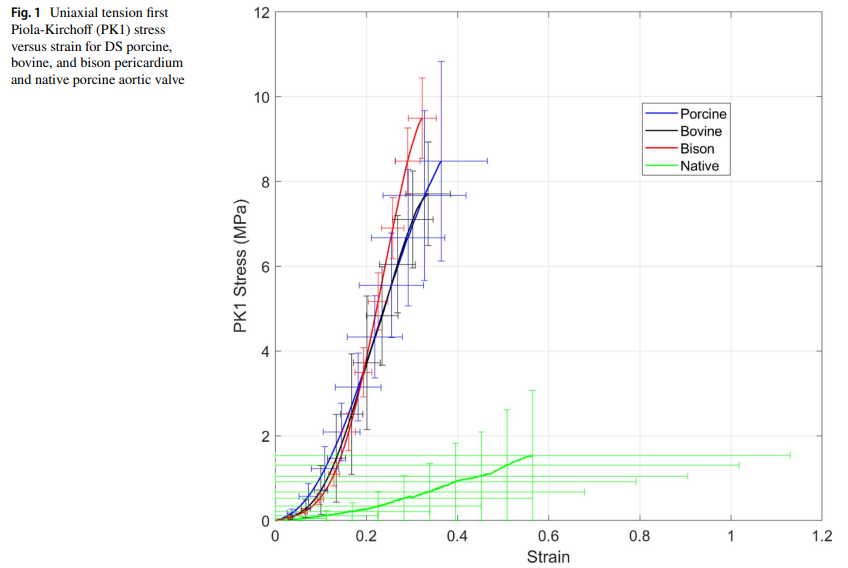 Fig. 1 Uniaxial tension first
Piola-Kirchoff (PK1) stress
versus strain for DS porcine,
bovine, and bison pericardium
and native porcine aortic valve
12
10
8
6
4
2
0
PK1 Stress (MPa)
Porcine
Bovine
Bison
Native
0
0.2
0.4
0.6
0.8
1
1.2
Strain